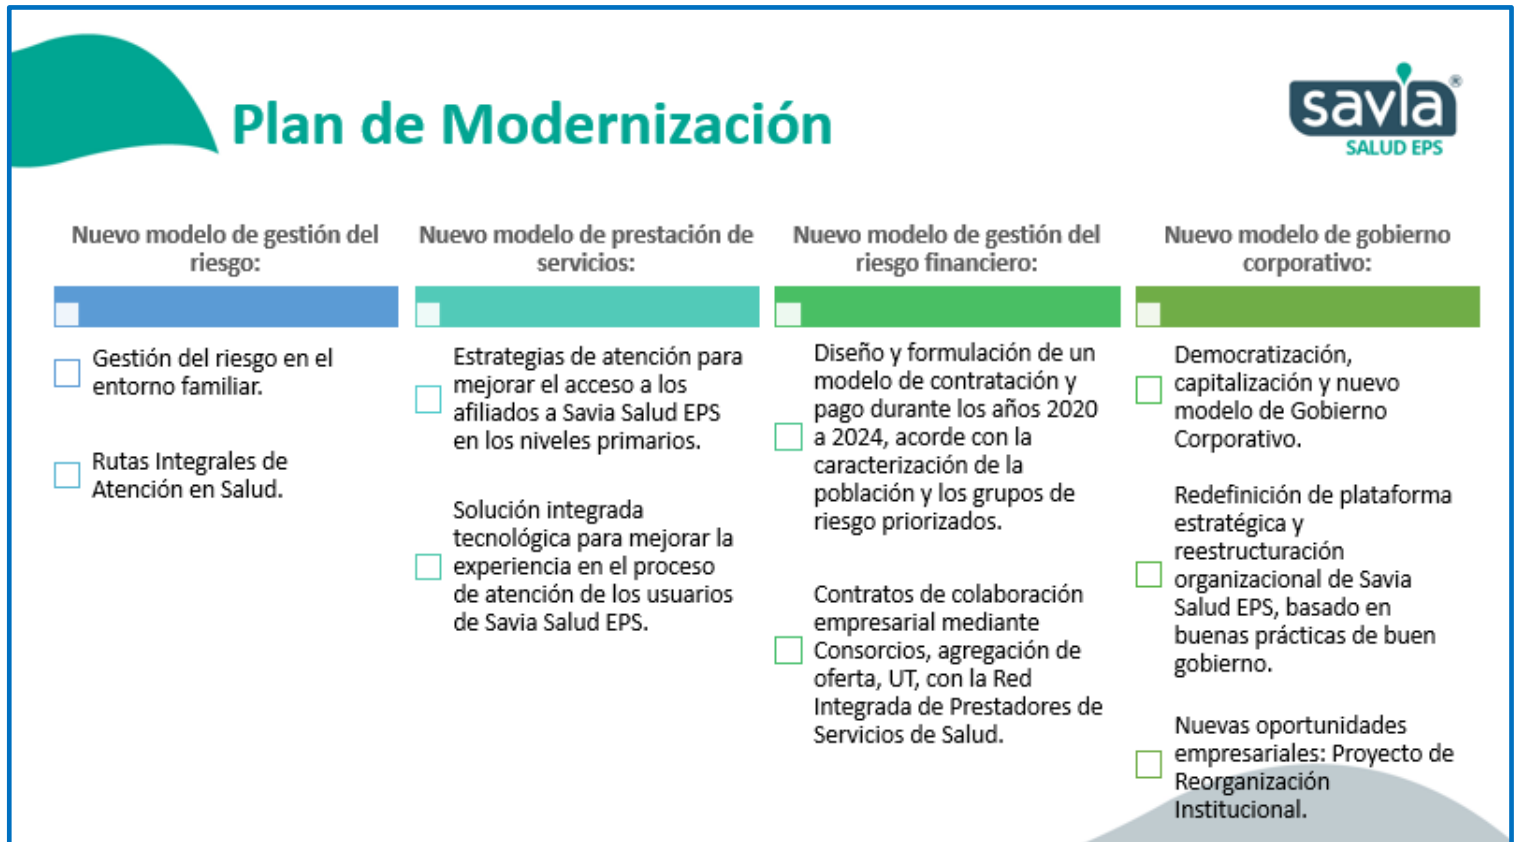 Plan de Modernización
savia®
SALUD EPS
Nuevo modelo de gestión del
riesgo:
Gestión del riesgo en el
entorno familiar.
Rutas Integrales de
Atención en Salud.
Nuevo modelo de prestación de
servicios:
Estrategias de atención para
mejorar el acceso a los
afiliados a Savia Salud EPS
en los niveles primarios.
Solución integrada
tecnológica para mejorar la
experiencia en el proceso
de atención de los usuarios
de Savia Salud EPS.
Nuevo modelo de gestión del
riesgo financiero:
Diseño y formulación de un
modelo de contratación y
pago durante los años 2020
a 2024, acorde con la
caracterización de la
población y los grupos de
riesgo priorizados.
Contratos de colaboración
empresarial mediante
Consorcios, agregación de
oferta, UT, con la Red
Integrada de Prestadores de
Servicios de Salud.
Nuevo modelo de gobierno
corporativo:
Democratización,
capitalización y nuevo
modelo de Gobierno
Corporativo.
Redefinición de plataforma
estratégica y
reestructuración
organizacional de Savia
Salud EPS, basado en
buenas prácticas de buen
gobierno.
Nuevas oportunidades
empresariales: Proyecto de
Reorganización
Institucional.